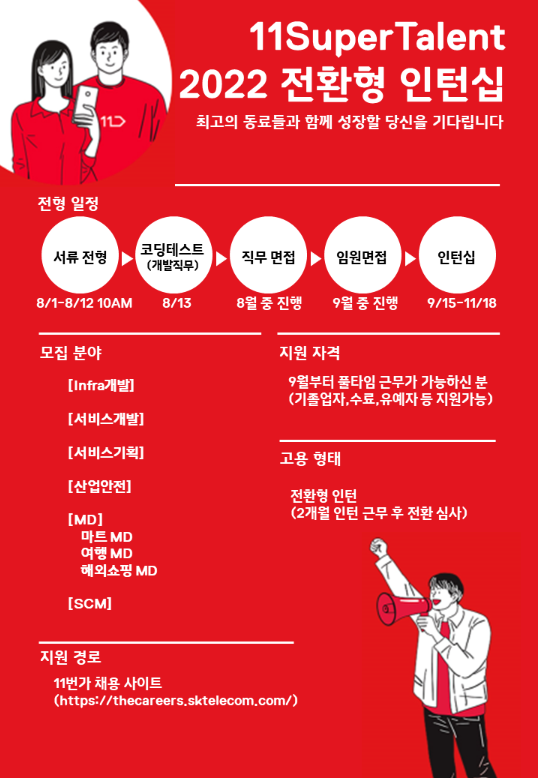 11SuperTalent
2022 전환형 인턴십
최고의 동료들과 함께 성장할 당신을 기다립니다
11
전형 일정
서류 전형
코딩테스트
(개발직무)
직무 면접
임원면접
인턴십
8/1-8/12 10AM
8/13
8월 중 진행
9월 중 진행
9/15-11/18
모집 분야
[Infra개발]
[서비스개발]
[서비스기획]
[산업안전]
[MD]
마트 MD
여행 MD
해외쇼핑 MD
[SCM]
지원 자격
9월부터 풀타임 근무가 가능하신 분
(기졸업자,수료,유예자 등 지원가능)
고용 형태
전환형 인턴
(2개월 인턴 근무 후 전환 심사)
지원 경로
11번가 채용 사이트
(https://thecareers.sktelecom.com/)